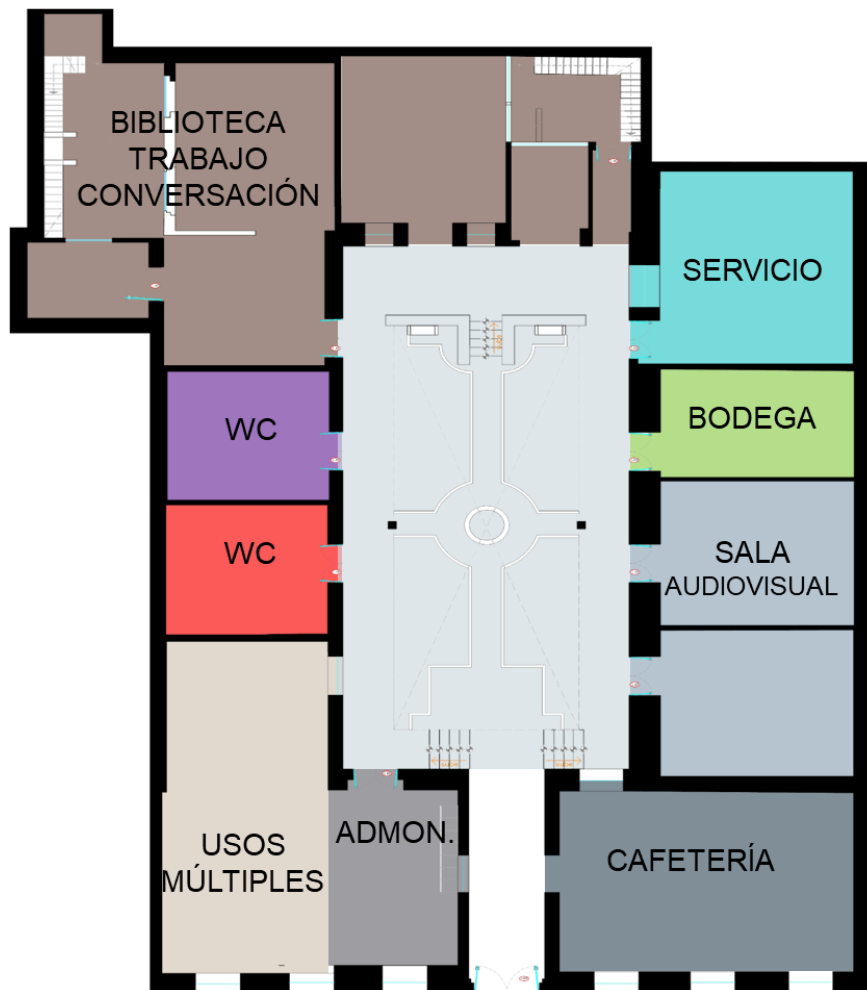 BIBLIOTECA
TRABAJO
CONVERSACIÓN
SERVICIO
WC
BODEGA
WC
SALA
AUDIOVISUAL
USOS
MÚLTIPLES
ADMON.
CAFETERÍA